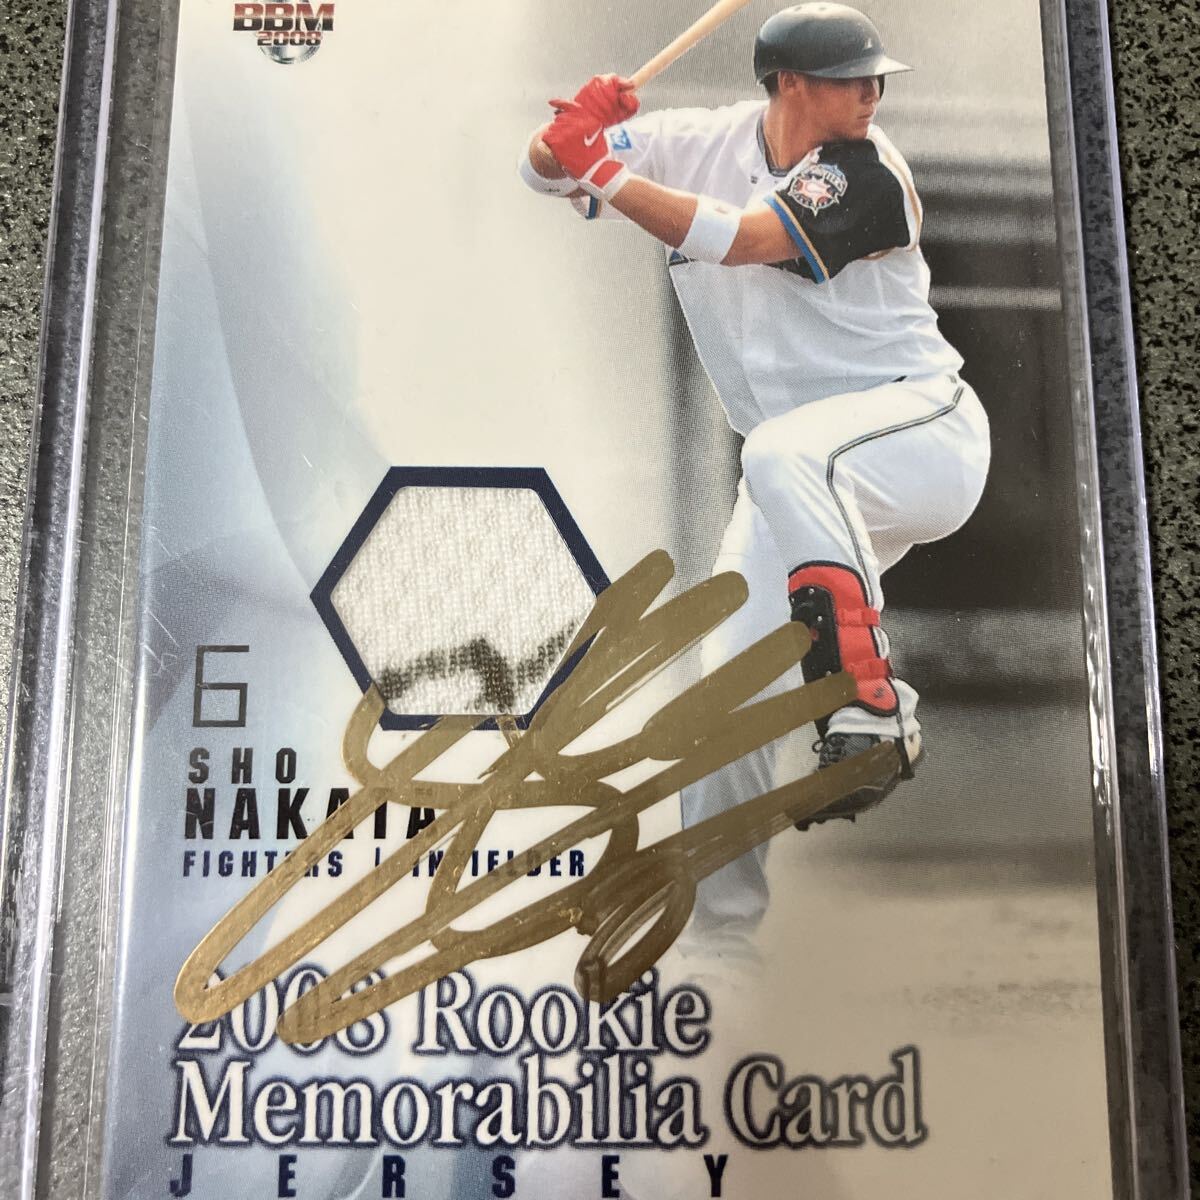 BBM
2008
6
SHO
NAKATA
FIGHTERS | INFIELDER
2008 Rookie
Memorabilia Card
JERSEY